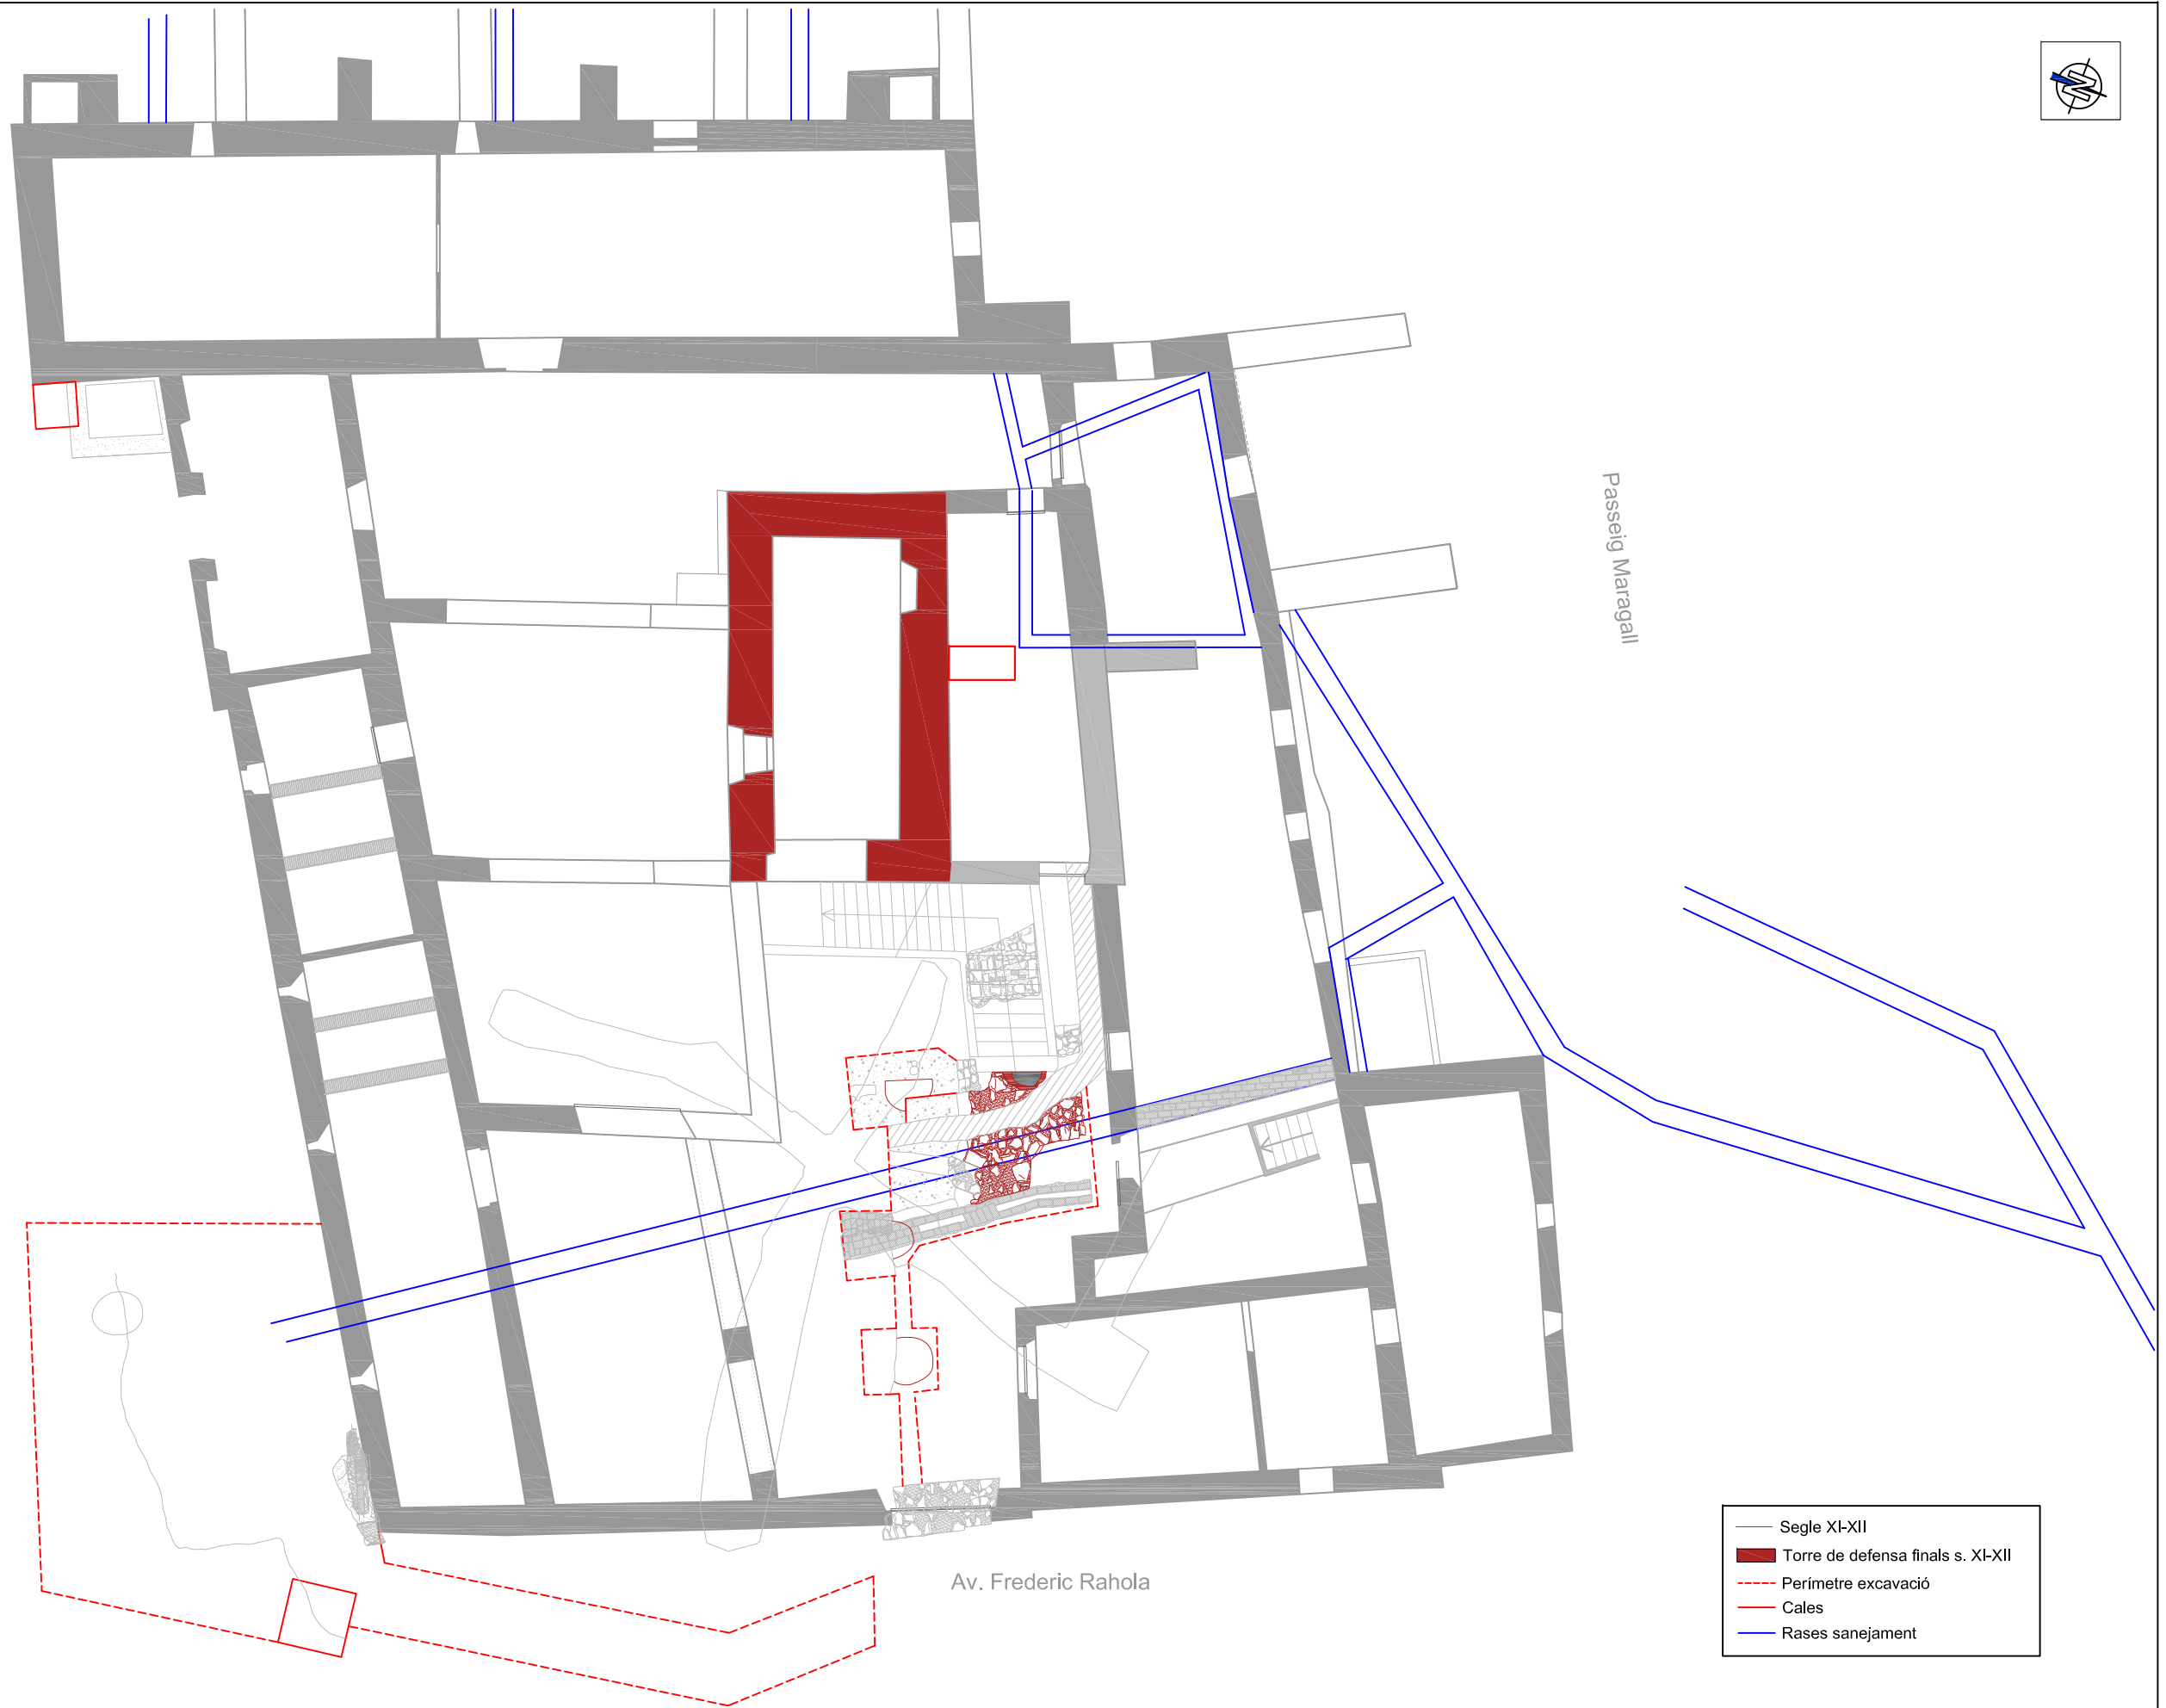 Passeig Maragall
Av. Frederic Rahola
Segle XI-XII
Torre de defensa finals s. XI-XII
Perímetre excavació
Cales
Rases sanejament